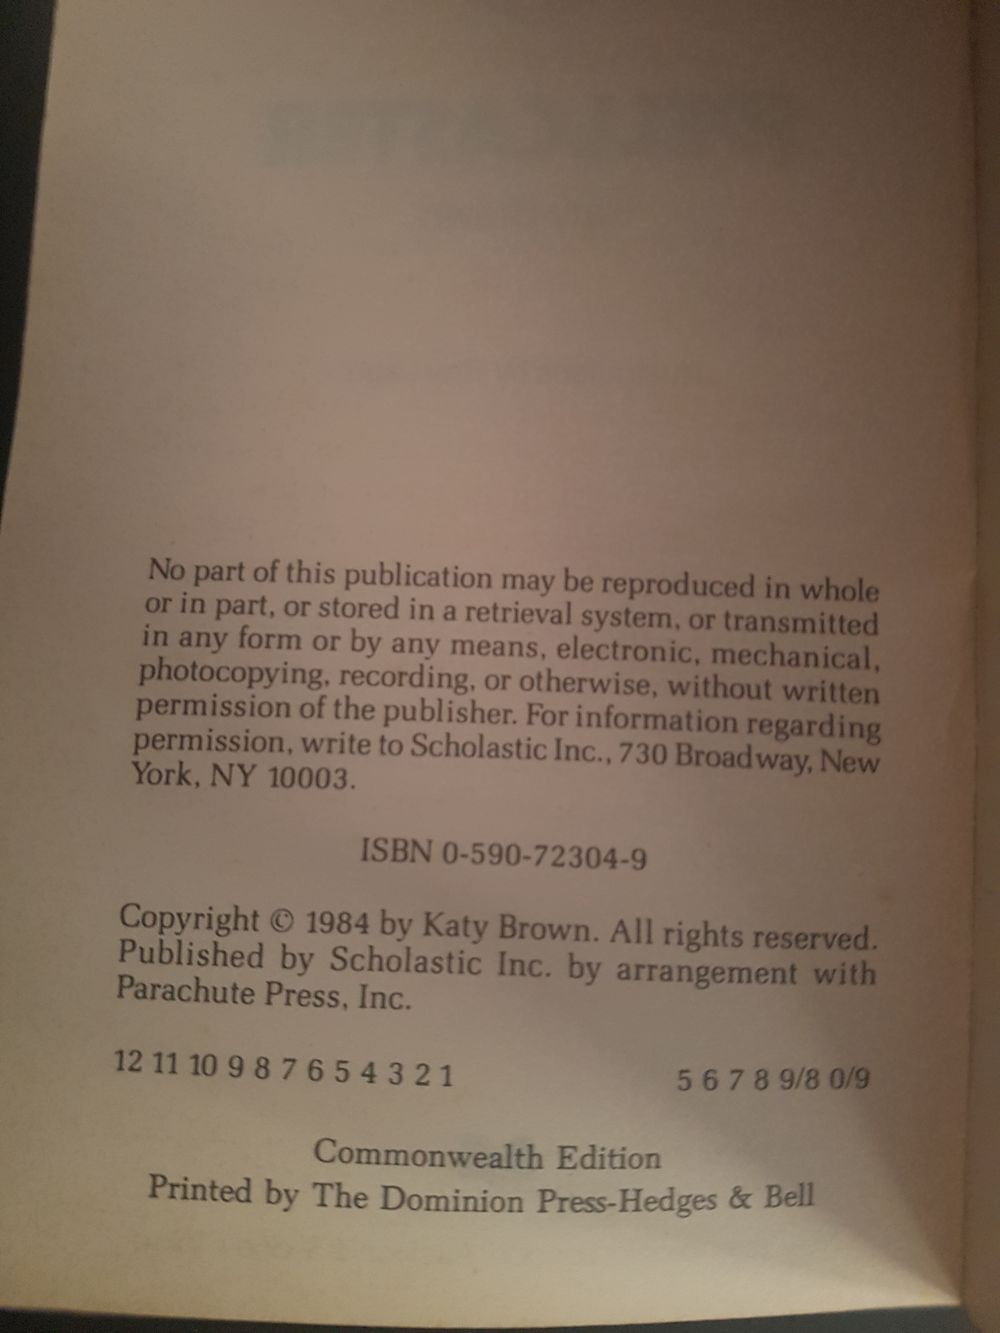 No part of this publication may be reproduced in whole
or in part, or stored in a retrieval system, or transmitted
in any form or by any means, electronic, mechanical,
photocopying, recording, or otherwise, without written
permission of the publisher. For information regarding
permission, write to Scholastic Inc., 730 Broadway, New
York, NY 10003.
ISBN 0-590-72304-9
Copyright © 1984 by Katy Brown. All rights reserved.
Published by Scholastic Inc. by arrangement with
Parachute Press, Inc.
12 11 10 9 8 7 6 5 4 3 2 1 5 6 7 8 9/8 0/9
Commonwealth Edition
Printed by The Dominion Press-Hedges & Bell